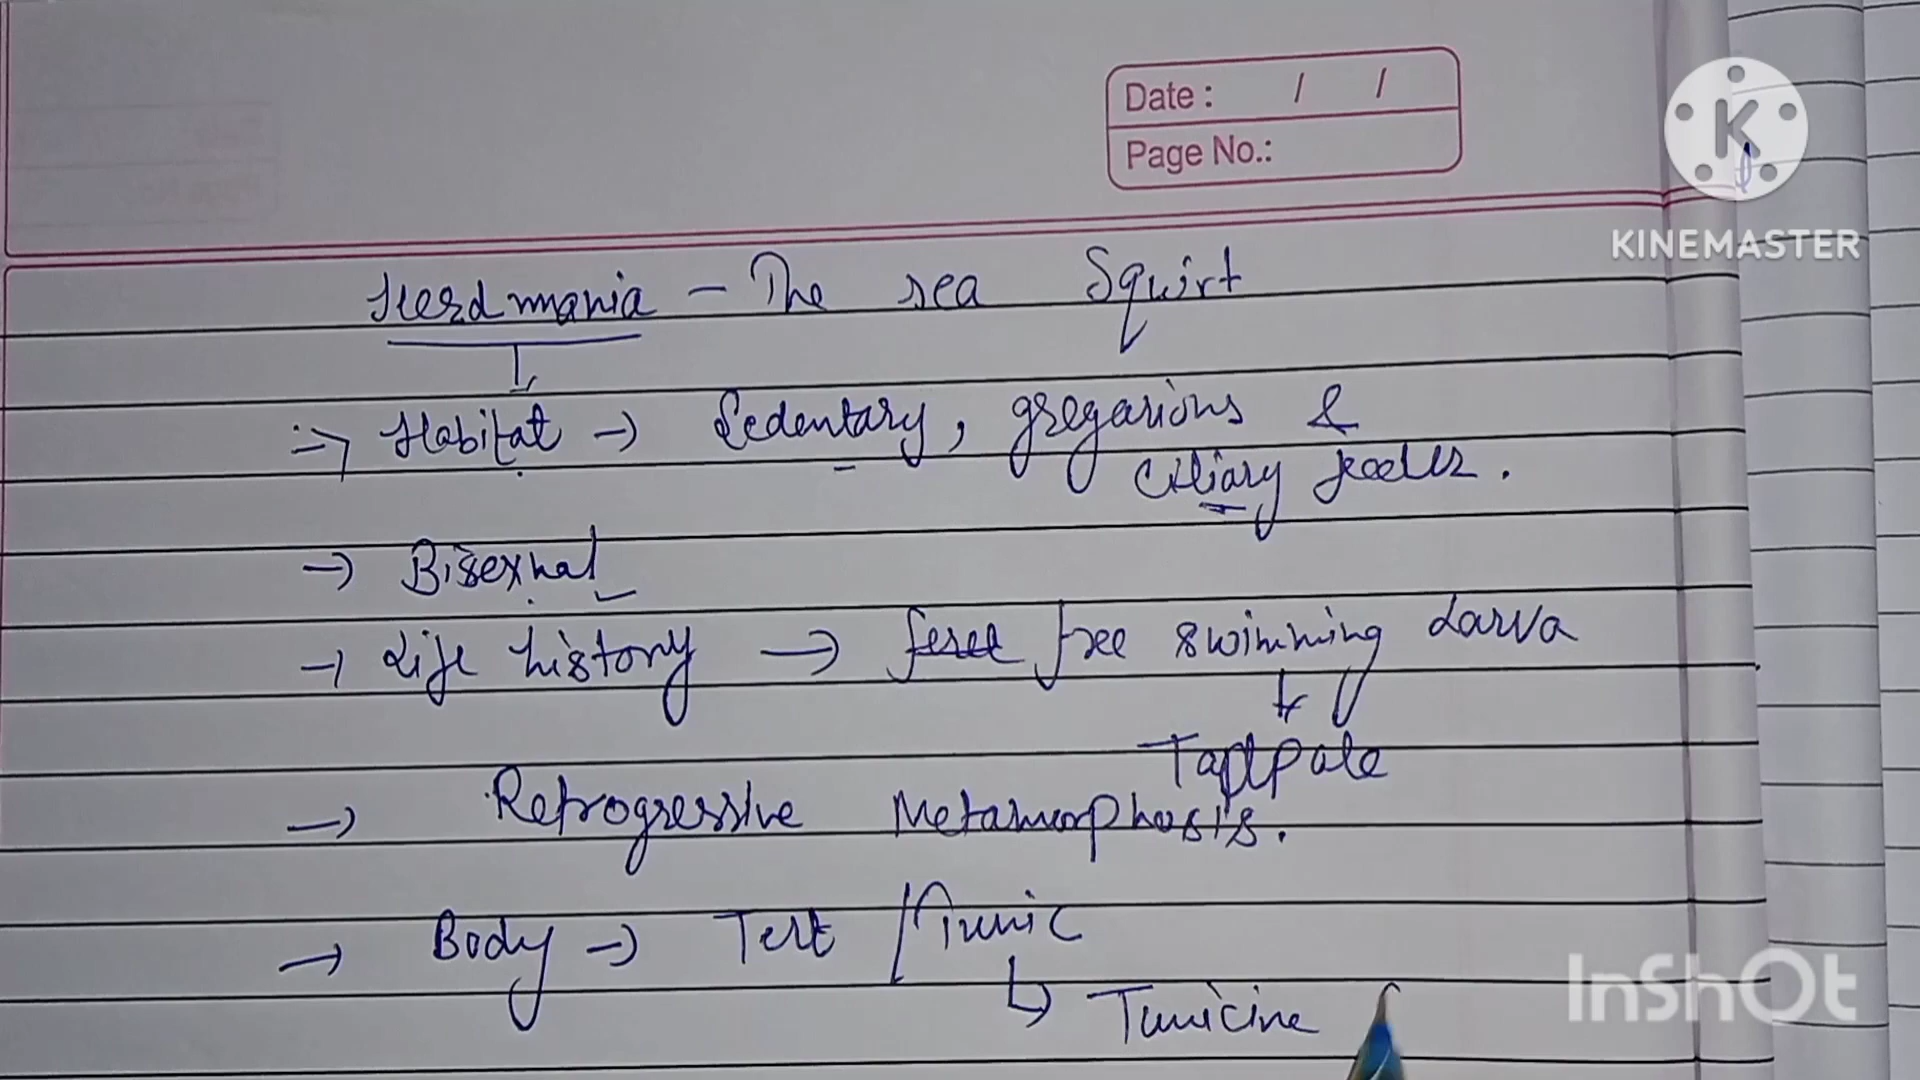 Date : / /
Page No.:
K
KINEMASTER
Herdmania - The sea Squirt
→ Habitat → Sedentary, gregarious &
Ciliary feeder.
→ Bisexual
→ Life history → free swimming Larva
Tadpole
→ Retrogressive Metamorphosis.
→ Body → Test / Tunic
Tunicine
InShOt